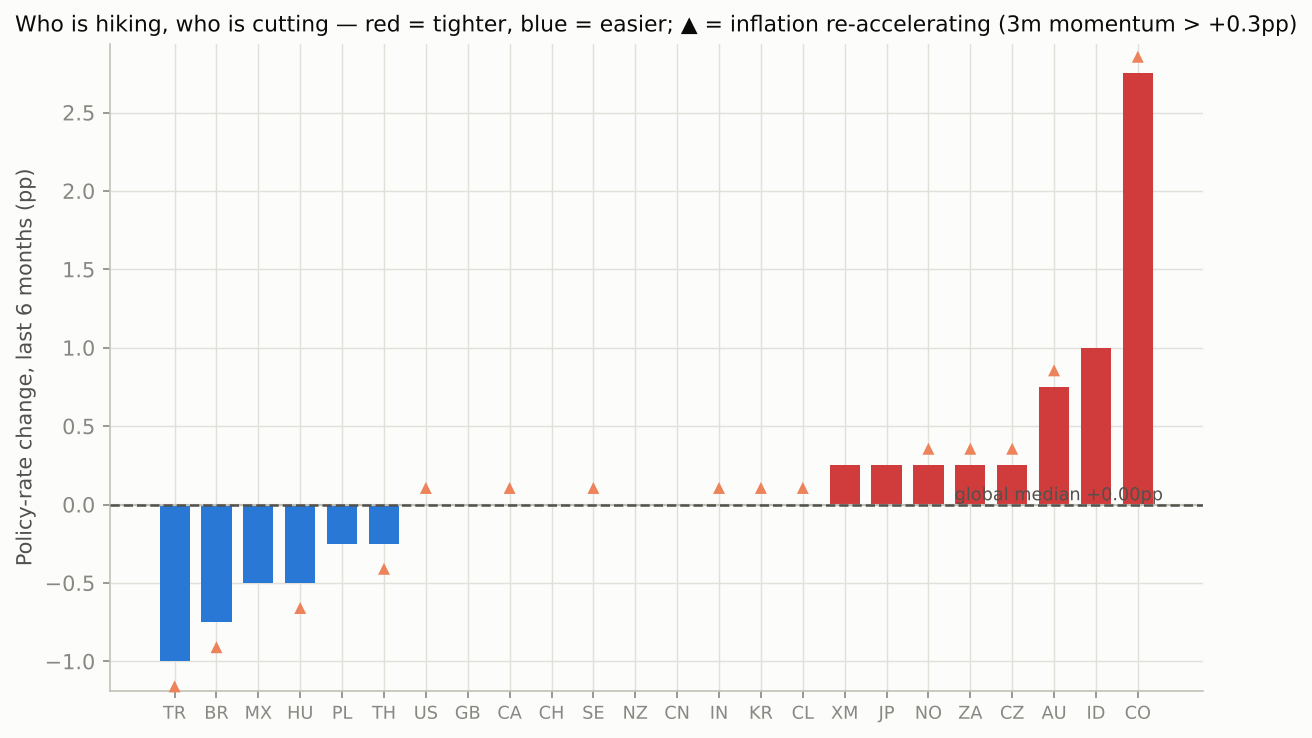 Who is hiking, who is cutting — red = tighter, blue = easier; ▲ = inflation re-accelerating (3m momentum > +0.3pp)
Policy-rate change, last 6 months (pp)
2.5
2.0
1.5
1.0
0.5
0.0
−0.5
−1.0
global median +0.00pp
TR BR MX HU PL TH US GB CA CH SE NZ CN IN KR CL XM JP NO ZA CZ AU ID CO